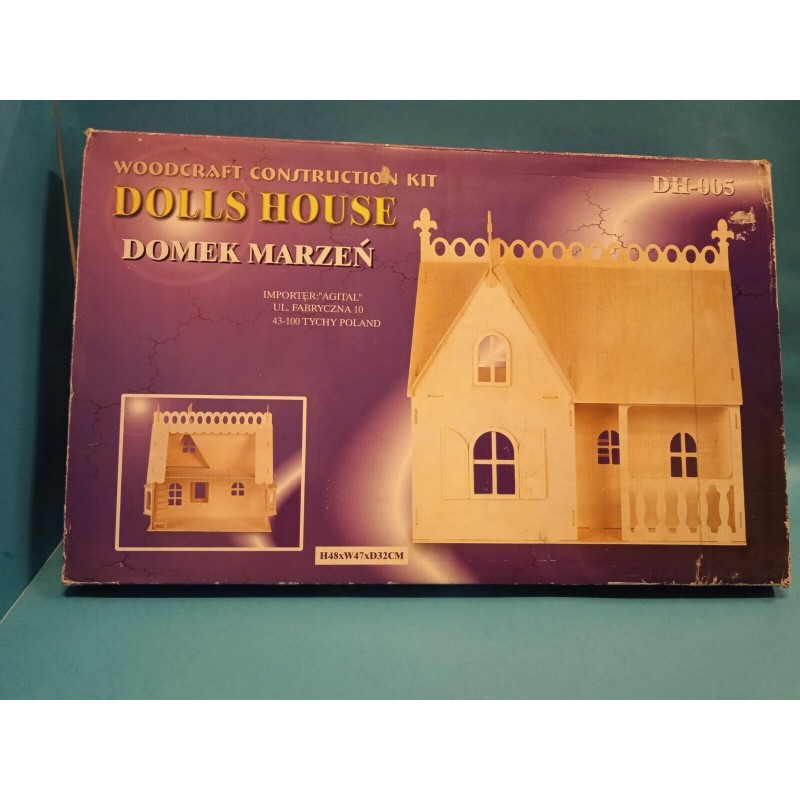 WOODCRAFT CONSTRUCTION KIT
DH-005
DOLLS HOUSE
DOMEK MARZEŃ
IMPORTER:"AGITAL"
UL. FABRYCZNA 10
43-100 TYCHY POLAND
H48xW47xD32CM